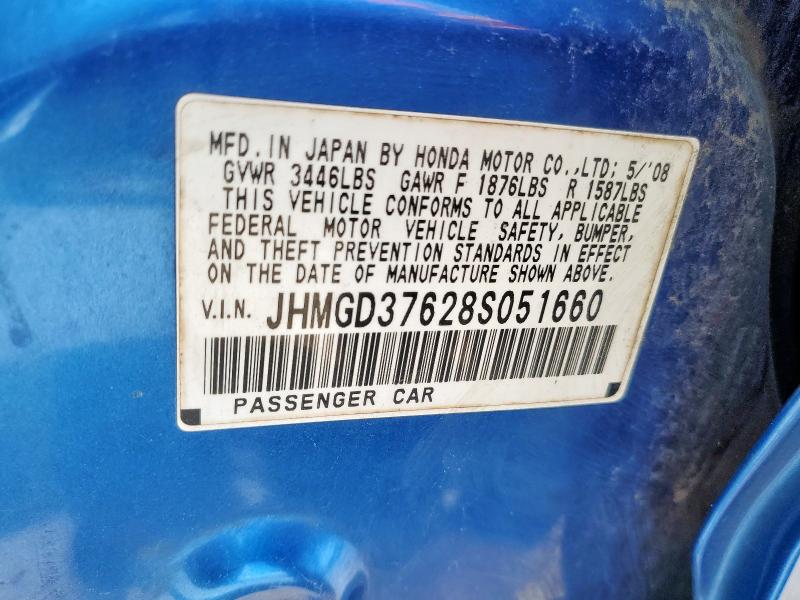 MFD. IN JAPAN BY HONDA MOTOR CO.,LTD; 5/'08
GVWR 3446LBS GAWR F 1876LBS R 1587LBS
THIS VEHICLE CONFORMS TO ALL APPLICABLE
FEDERAL MOTOR VEHICLE SAFETY, BUMPER,
AND THEFT PREVENTION STANDARDS IN EFFECT
ON THE DATE OF MANUFACTURE SHOWN ABOVE.
V.I.N. JHMGD37628S051660
PASSENGER CAR